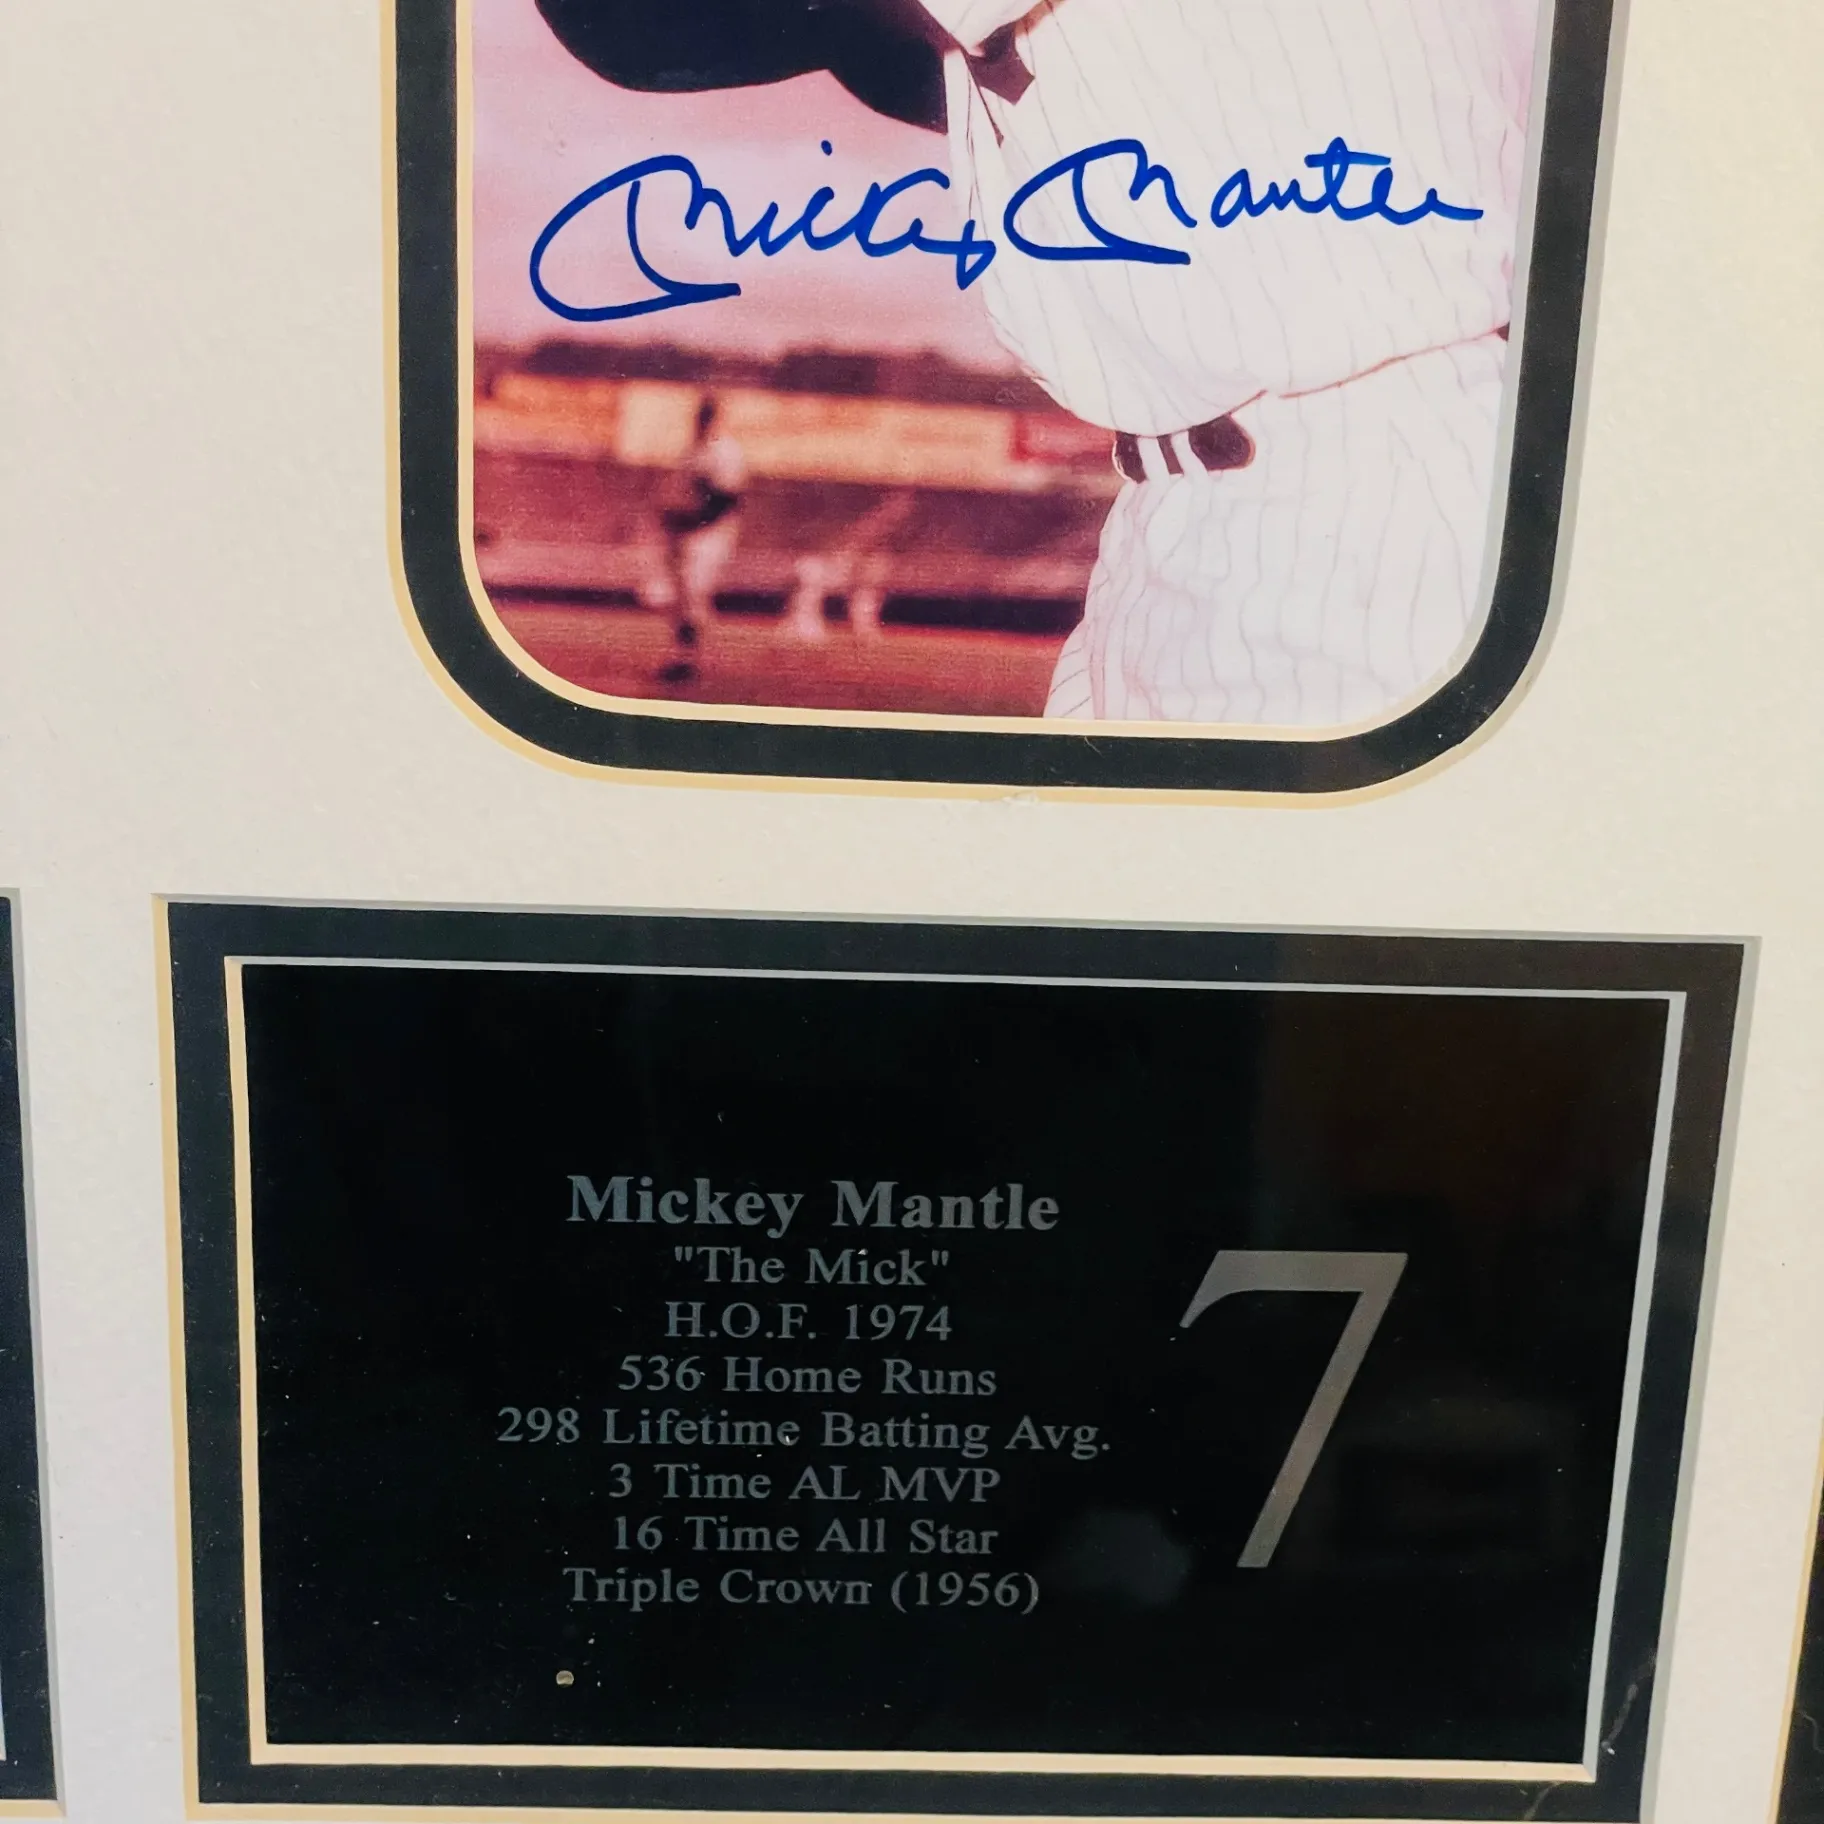 Mickey Mantle
Mickey Mantle
"The Mick"
H.O.F. 1974
536 Home Runs
298 Lifetime Batting Avg.
3 Time AL MVP
16 Time All Star
Triple Crown (1956)
7